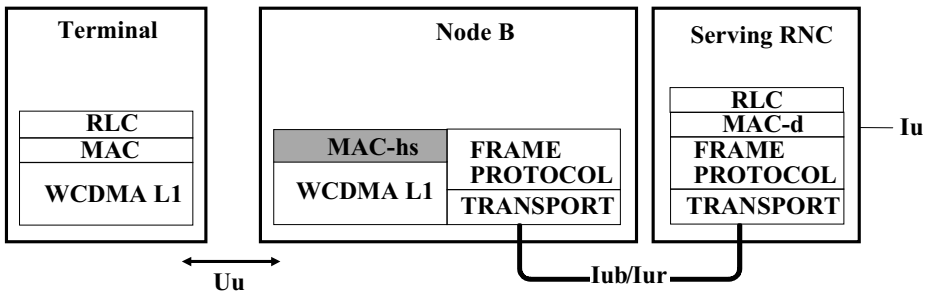 Terminal
RLC
MAC
WCDMA L1
Node B
MAC-hs
WCDMA L1
FRAME
PROTOCOL
TRANSPORT
Serving RNC
RLC
MAC-d
FRAME
PROTOCOL
TRANSPORT
Iu
Uu
Iub/Iur